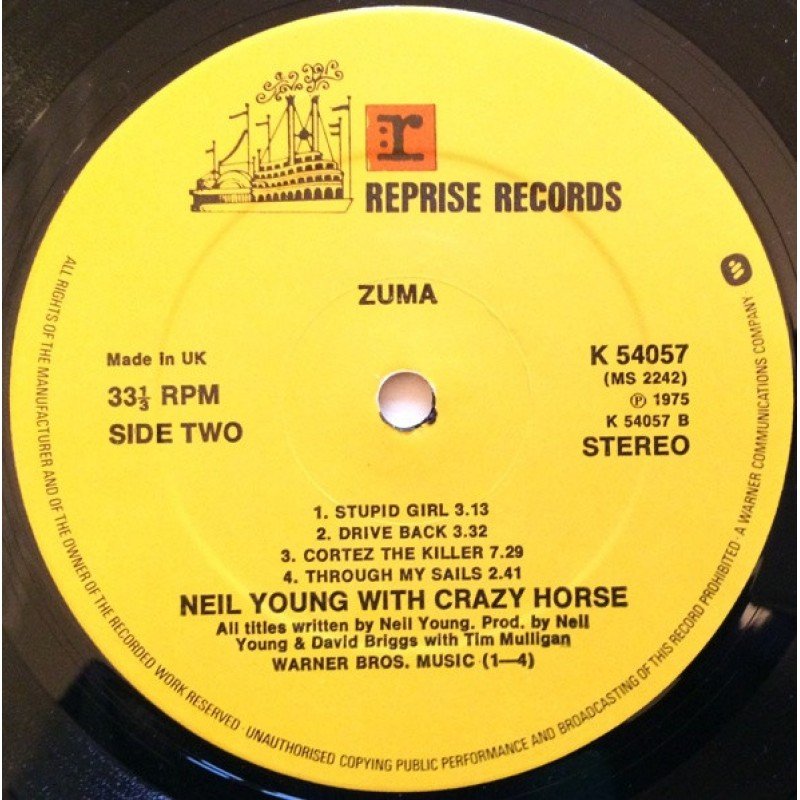 r
REPRISE RECORDS
ZUMA
Made in UK
33⅓ RPM
SIDE TWO
K 54057
(MS 2242)
℗ 1975
K 54057 B
STEREO
1. STUPID GIRL 3.13
2. DRIVE BACK 3.32
3. CORTEZ THE KILLER 7.29
4. THROUGH MY SAILS 2.41
NEIL YOUNG WITH CRAZY HORSE
All titles written by Neil Young. Prod. by Neil
Young & David Briggs with Tim Mulligan
WARNER BROS. MUSIC (1—4)
ALL RIGHTS OF THE MANUFACTURER AND OF THE OWNER OF THE RECORDED WORK RESERVED · UNAUTHORISED COPYING PUBLIC PERFORMANCE AND BROADCASTING OF THIS RECORD PROHIBITED · A WARNER COMMUNICATIONS COMPANY ·